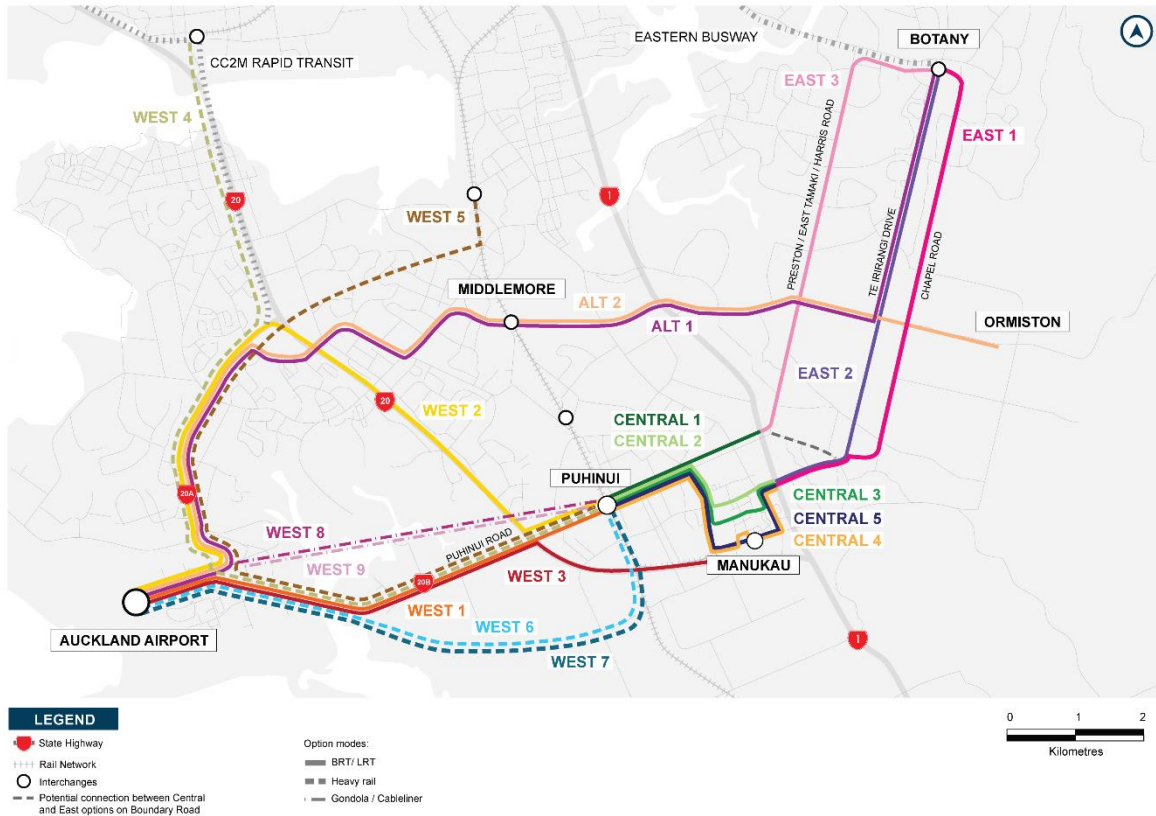 BOTANY
EASTERN BUSWAY
CC2M RAPID TRANSIT
EAST 3
WEST 4
EAST 1
20
1
WEST 5
PRESTON / EAST TAMAKI / HARRIS ROAD
TE IRIRANGI DRIVE
CHAPEL ROAD
MIDDLEMORE
ALT 2
ALT 1
ORMISTON
EAST 2
20
WEST 2
CENTRAL 1
CENTRAL 2
PUHINUI
20A
CENTRAL 3
CENTRAL 5
CENTRAL 4
WEST 8
PUHINUI ROAD
WEST 9
MANUKAU
WEST 3
20B
WEST 1
AUCKLAND AIRPORT
WEST 6
WEST 7
1
LEGEND
State Highway
Rail Network
Interchanges
Potential connection between Central
and East options on Boundary Road
Option modes:
BRT/ LRT
Heavy rail
Gondola / Cableliner
0 1 2
Kilometres